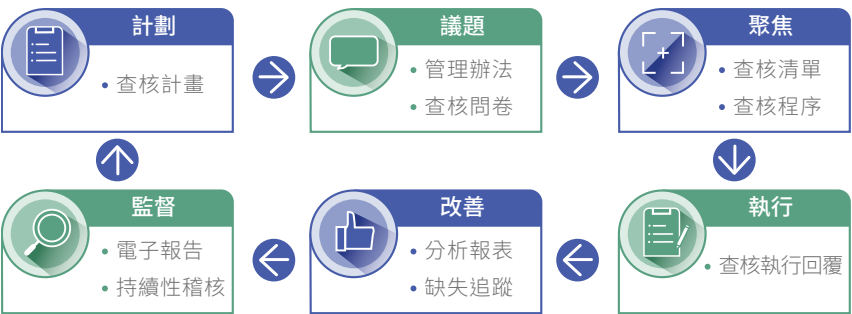 計劃
• 查核計畫
議題
• 管理辦法
• 查核問卷
聚焦
• 查核清單
• 查核程序
執行
• 查核執行回覆
改善
• 分析報表
• 缺失追蹤
監督
• 電子報告
• 持續性稽核